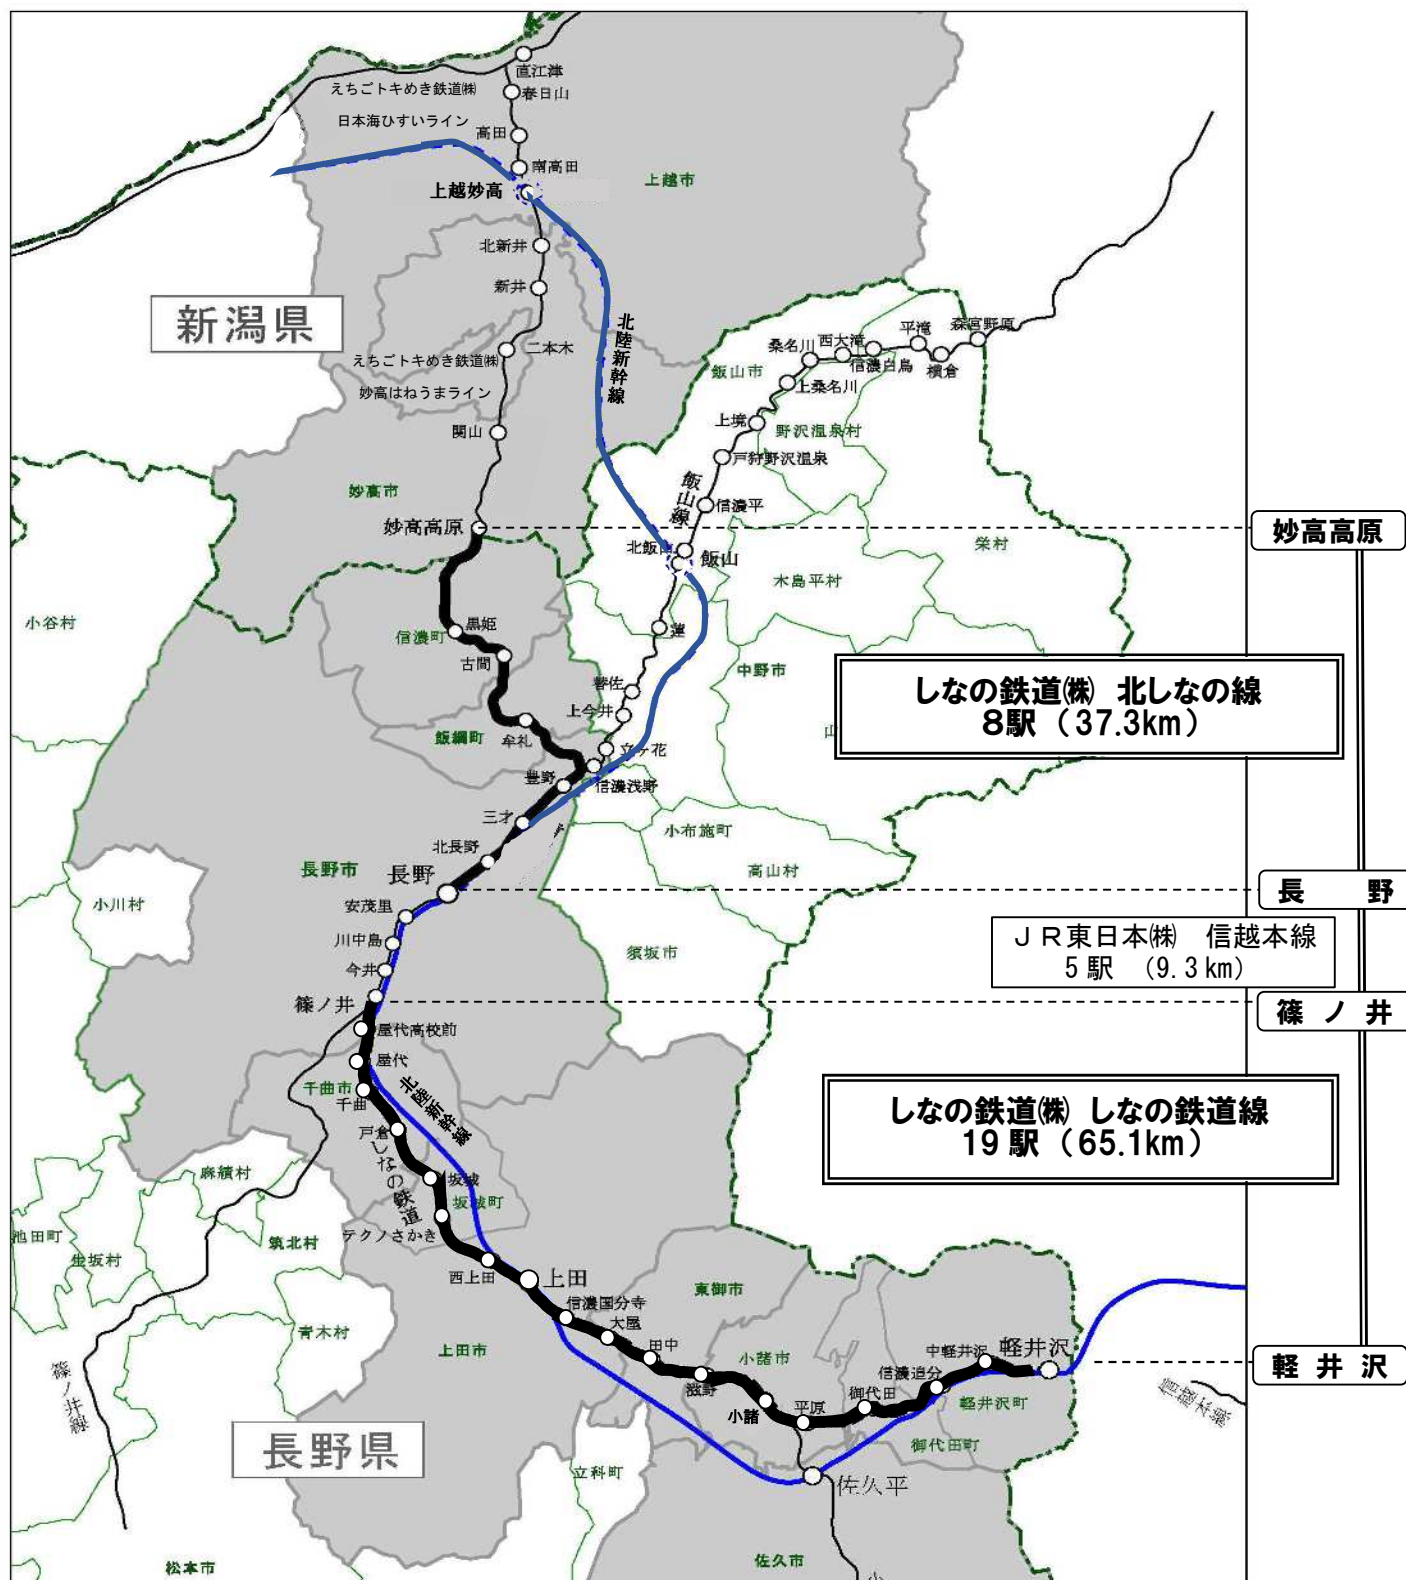 直江津
えちごトキめき鉄道㈱
春日山
日本海ひすいライン
高田
南高田
上越市
上越妙高
北新井
新井
新潟県
北陸新幹線
二本木
えちごトキめき鉄道㈱
妙高はねうまライン
関山
平滝
森宮野原
桑名川
西大滝
信濃白鳥
横倉
飯山市
上桑名川
上境
野沢温泉村
戸狩野沢温泉
飯山線
信濃平
妙高市
妙高高原
妙高高原
北飯山
飯山
栄村
木島平村
小谷村
信濃町
黒姫
古間
蓮
中野市
しなの鉄道㈱ 北しなの線
8駅（37.3km）
替佐
上今井
飯綱町
牟礼
立ヶ花
豊野
信濃浅野
三才
小布施町
北長野
高山村
長野市
長野
長 野
小川村
安茂里
川中島
須坂市
ＪＲ東日本㈱ 信越本線
5駅 （9.3km）
今井
篠ノ井
篠ノ井
屋代高校前
屋代
千曲市
千曲
北陸新幹線
しなの鉄道㈱ しなの鉄道線
19駅（65.1km）
戸倉
しなの鉄道
坂城
坂城町
テクノさかき
麻績村
池田町
生坂村
筑北村
西上田
上田
東御市
信濃国分寺
大屋
青木村
上田市
田中
小諸市
中軽井沢
軽井沢
軽井沢
滋野
信濃追分
篠ノ井線
小諸
平原
御代田
軽井沢町
信越本線
御代田町
長野県
立科町
佐久平
松本市
佐久市